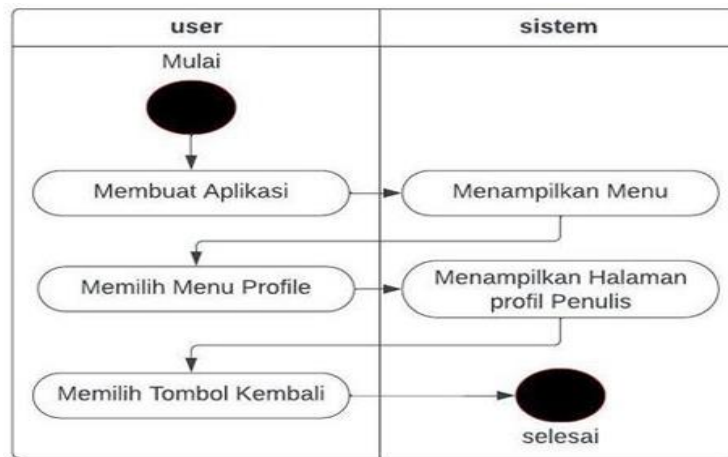 user
sistem
Mulai
Membuat Aplikasi
Menampilkan Menu
Memilih Menu Profile
Menampilkan Halaman
profil Penulis
Memilih Tombol Kembali
selesai